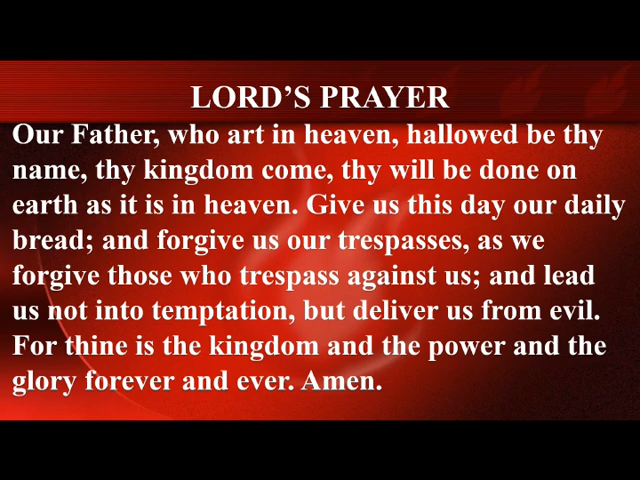 LORD’S PRAYER
Our Father, who art in heaven, hallowed be thy
name, thy kingdom come, thy will be done on
earth as it is in heaven. Give us this day our daily
bread; and forgive us our trespasses, as we
forgive those who trespass against us; and lead
us not into temptation, but deliver us from evil.
For thine is the kingdom and the power and the
glory forever and ever. Amen.